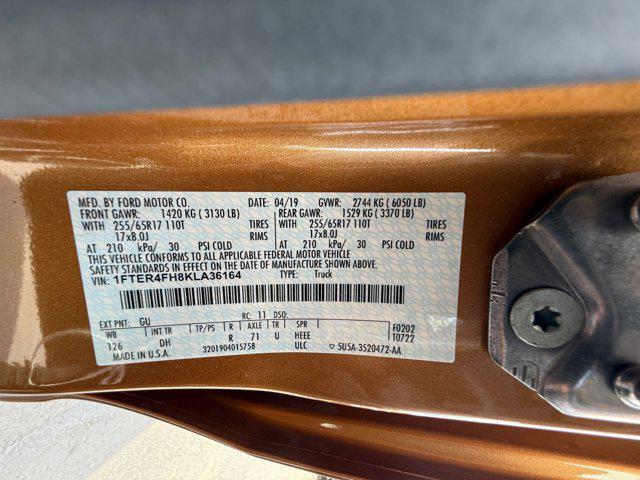 MFD. BY FORD MOTOR CO. DATE: 04/19 GVWR: 2744 KG ( 6050 LB)
FRONT GAWR: 1420 KG ( 3130 LB) REAR GAWR: 1529 KG ( 3370 LB)
WITH 255/65R17 110T TIRES WITH 255/65R17 110T TIRES
17x8.0J RIMS 17x8.0J RIMS
AT 210 kPa/ 30 PSI COLD AT 210 kPa/ 30 PSI COLD
THIS VEHICLE CONFORMS TO ALL APPLICABLE FEDERAL MOTOR VEHICLE
SAFETY STANDARDS IN EFFECT ON THE DATE OF MANUFACTURE SHOWN ABOVE.
VIN: 1FTER4FH8KLA36164 TYPE: Truck
EXT PNT: GU RC: 11 DSO: F0202
WB INT TR TP/PS R AXLE TR SPR T0722
126 DH R 71 U HEEE
MADE IN U.S.A. 3201904015758 ULC ▽ 5USA-3520472-AA